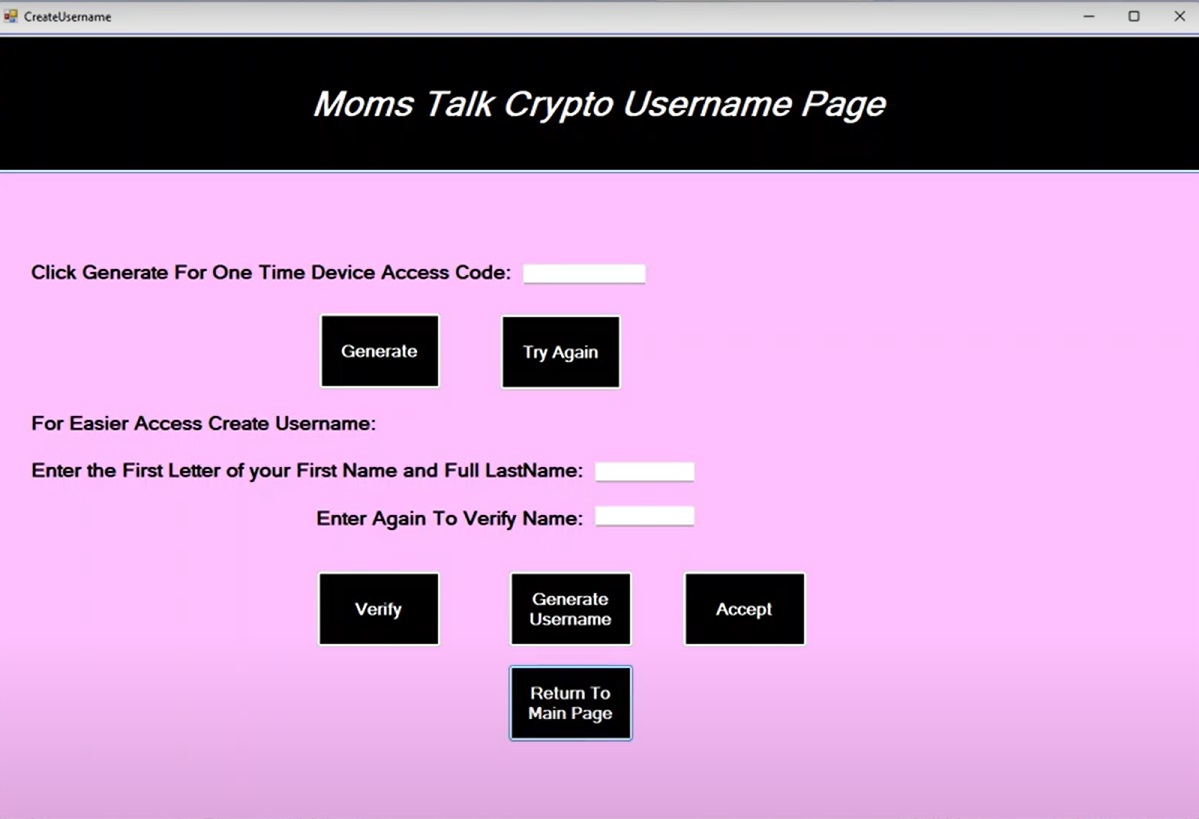 CreateUsername
Moms Talk Crypto Username Page
Click Generate For One Time Device Access Code:
Generate
Try Again
For Easier Access Create Username:
Enter the First Letter of your First Name and Full LastName:
Enter Again To Verify Name:
Verify
Generate
Username
Accept
Return To
Main Page